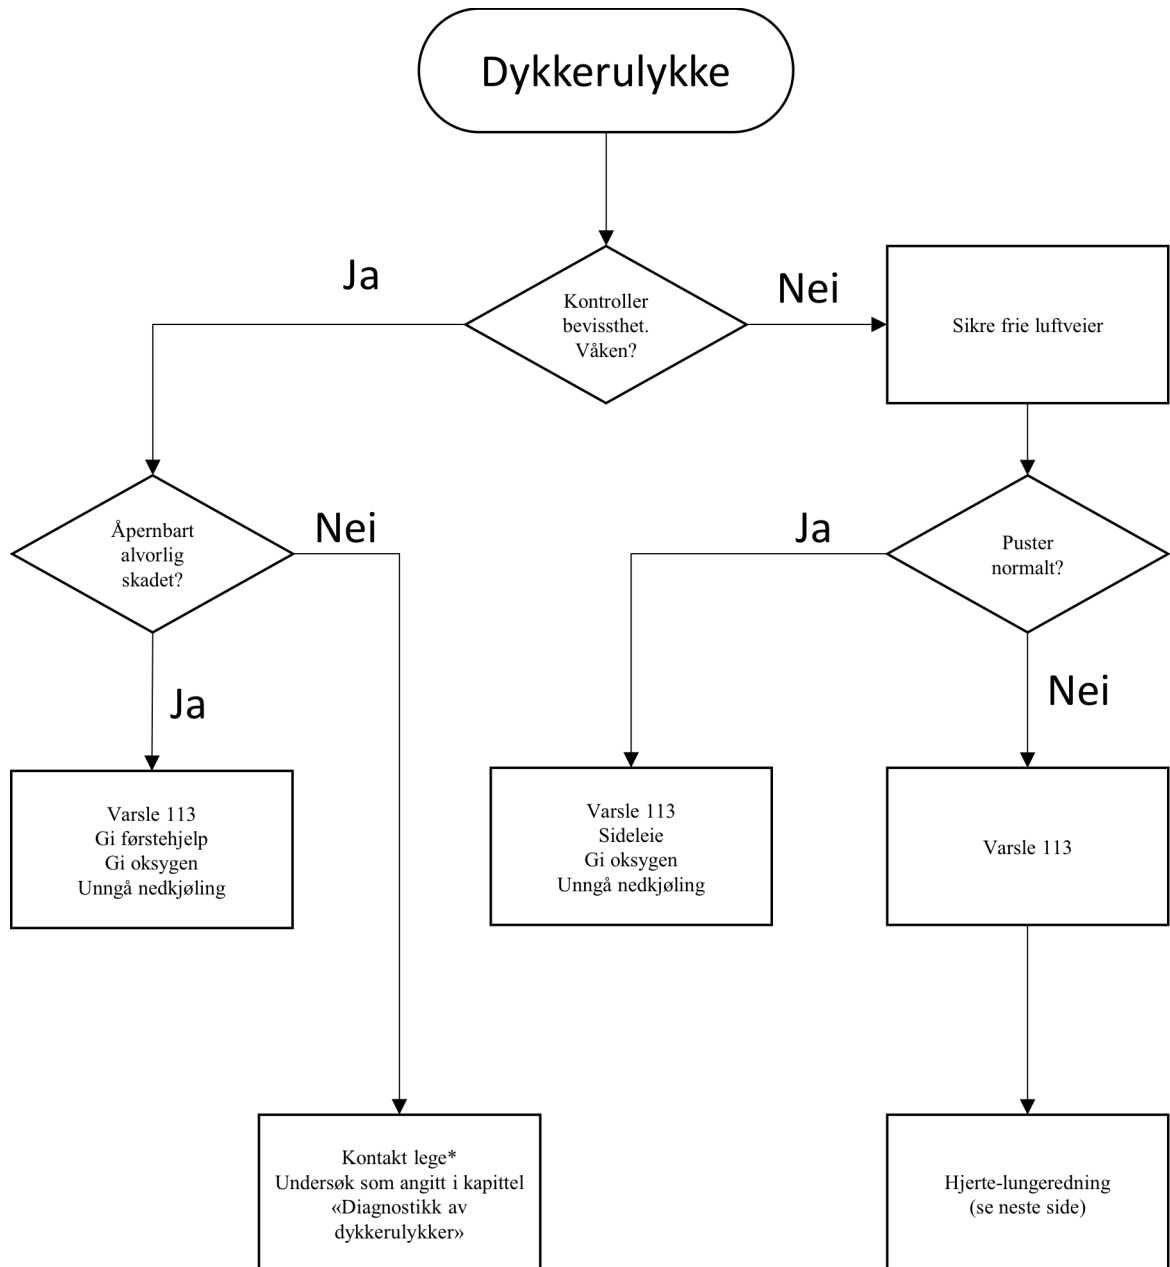 Dykkerulykke
Ja
Nei
Kontroller
bevissthet.
Våken?
Sikre frie luftveier
Åpernbart
alvorlig
skadet?
Nei
Ja
Puster
normalt?
Ja
Nei
Varsle 113
Gi førstehjelp
Gi oksygen
Unngå nedkjøling
Varsle 113
Sideleie
Gi oksygen
Unngå nedkjøling
Varsle 113
Kontakt lege*
Undersøk som angitt i kapittel
«Diagnostikk av
dykkerulykker»
Hjerte-lungeredning
(se neste side)